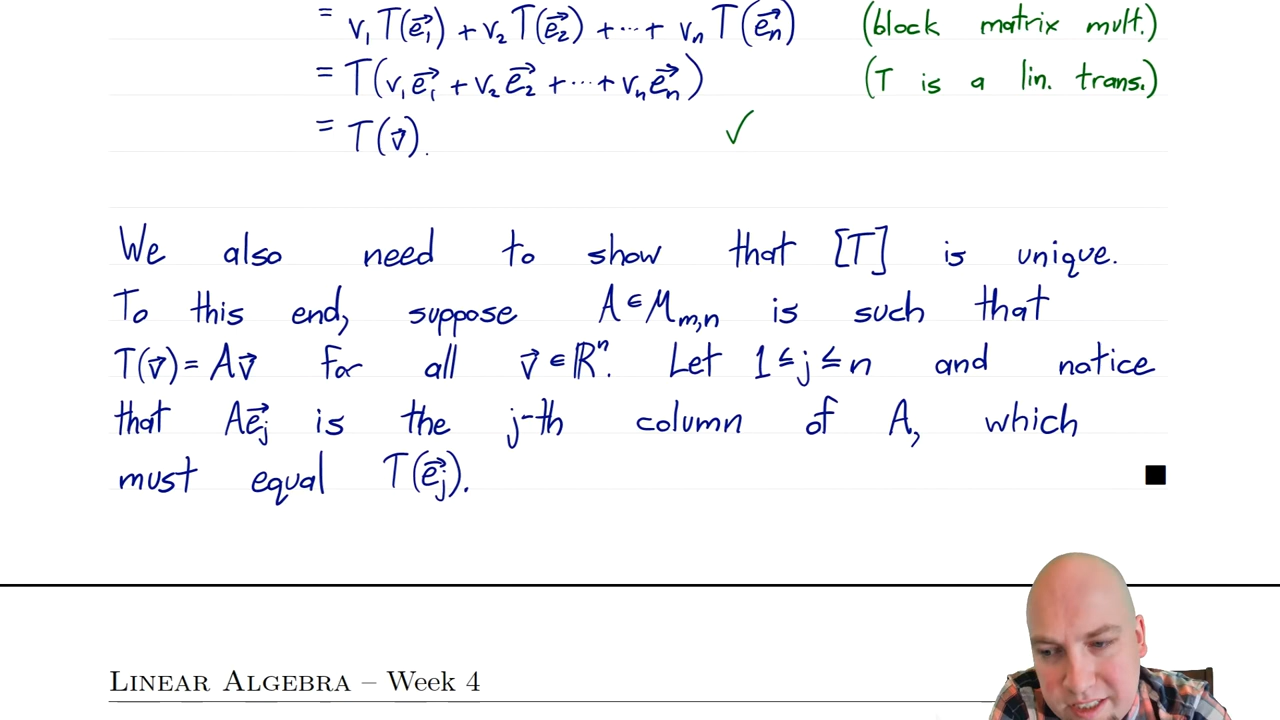 = v₁T(e⃗₁) + v₂T(e⃗₂) + ⋯ + vₙT(e⃗ₙ) (block matrix mult.)
= T(v₁e⃗₁ + v₂e⃗₂ + ⋯ + vₙe⃗ₙ) (T is a lin. trans.)
= T(v⃗). ✓
We also need to show that [T] is unique.
To this end, suppose A ∈ M_{m,n} is such that
T(v⃗) = Av⃗ for all v⃗ ∈ ℝⁿ. Let 1 ≤ j ≤ n and notice
that Ae⃗ⱼ is the j-th column of A, which
must equal T(e⃗ⱼ). ■
LINEAR ALGEBRA – Week 4